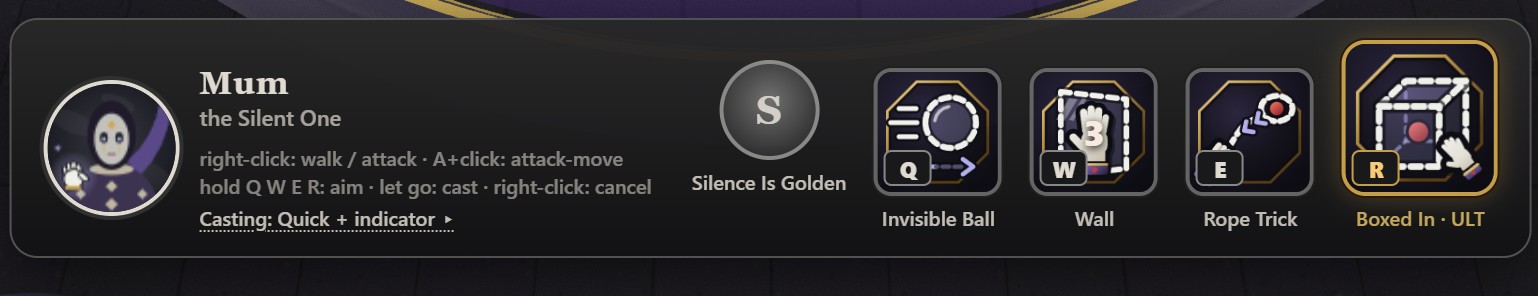 Mum
the Silent One
right-click: walk / attack · A+click: attack-move
hold Q W E R: aim · let go: cast · right-click: cancel
Casting: Quick + indicator ▸
S
Silence Is Golden
Q
Invisible Ball
3
W
Wall
E
Rope Trick
R
Boxed In · ULT